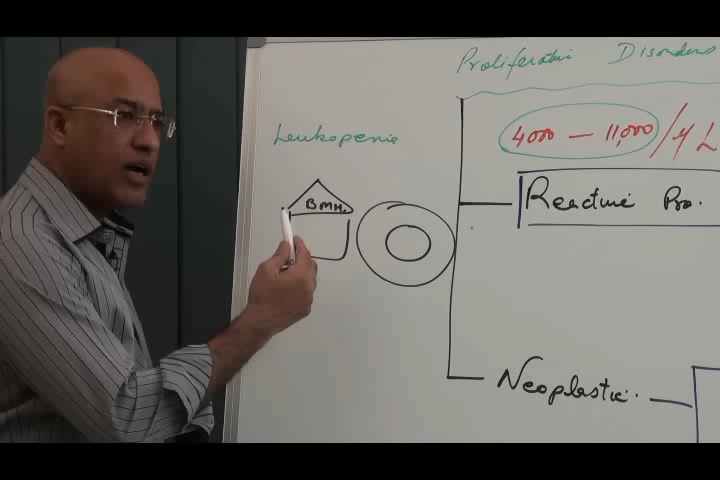 Proliferative Disorders
Leukopenia
4000 — 11,000 / µL
BMH.
Reactive Pro.
Neoplastic.